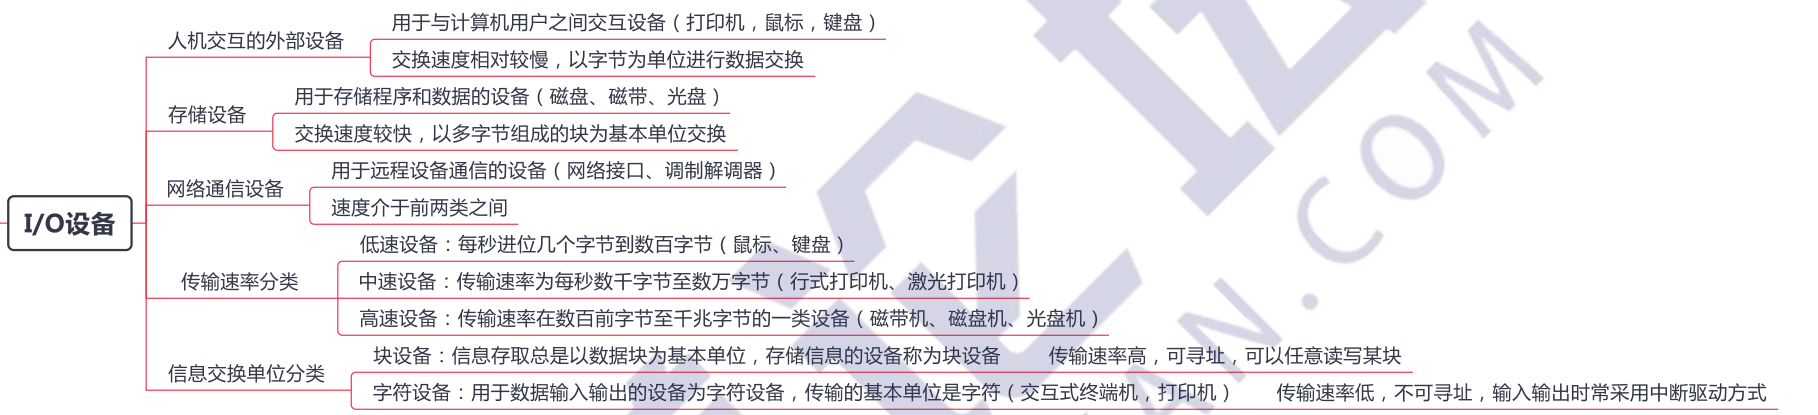 人机交互的外部设备
用于与计算机用户之间交互设备（打印机，鼠标，键盘）
交换速度相对较慢，以字节为单位进行数据交换
存储设备
用于存储程序和数据的设备（磁盘、磁带、光盘）
交换速度较快，以多字节组成的块为基本单位交换
网络通信设备
用于远程设备通信的设备（网络接口、调制解调器）
速度介于前两类之间
I/O设备
传输速率分类
低速设备：每秒进位几个字节到数百字节（鼠标、键盘）
中速设备：传输速率为每秒数千字节至数万字节（行式打印机、激光打印机）
高速设备：传输速率在数百前字节至千兆字节的一类设备（磁带机、磁盘机、光盘机）
信息交换单位分类
块设备：信息存取总是以数据块为基本单位，存储信息的设备称为块设备
传输速率高，可寻址，可以任意读写某块
字符设备：用于数据输入输出的设备为字符设备，传输的基本单位是字符（交互式终端机，打印机）
传输速率低，不可寻址，输入输出时常采用中断驱动方式
AN.COM